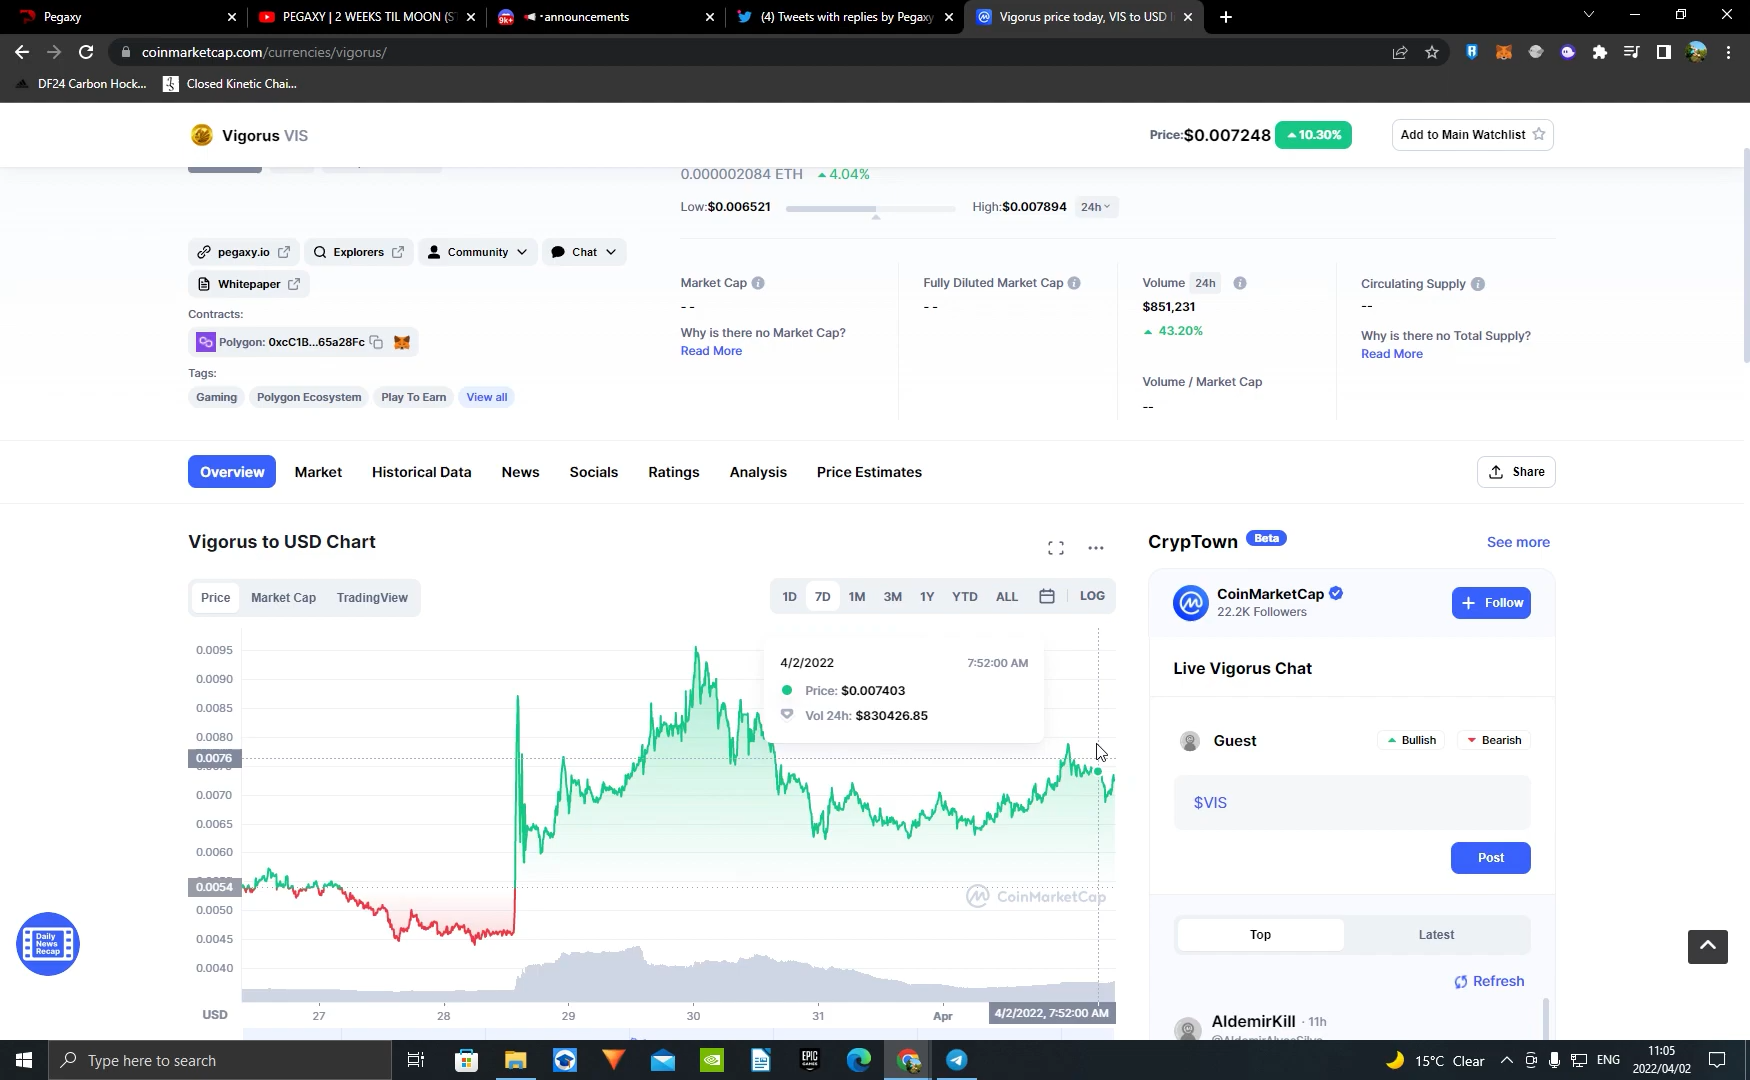 Pegaxy
PEGAXY | 2 WEEKS TIL MOON (S
announcements
(4) Tweets with replies by Pegaxy
Vigorus price today, VIS to USD
coinmarketcap.com/currencies/vigorus/
DF24 Carbon Hock...
Closed Kinetic Chai...
Vigorus VIS
Price:$0.007248
10.30%
Add to Main Watchlist
0.000002084 ETH
4.04%
Low:$0.006521
High:$0.007894
24h
pegaxy.io
Explorers
Community
Chat
Whitepaper
Contracts:
Polygon: 0xcC1B...65a28Fc
Tags:
Gaming
Polygon Ecosystem
Play To Earn
View all
Market Cap
- -
Why is there no Market Cap?
Read More
Fully Diluted Market Cap
- -
Volume 24h
$851,231
43.20%
Volume / Market Cap
--
Circulating Supply
--
Why is there no Total Supply?
Read More
Overview
Market
Historical Data
News
Socials
Ratings
Analysis
Price Estimates
Share
Vigorus to USD Chart
Price
Market Cap
TradingView
1D
7D
1M
3M
1Y
YTD
ALL
LOG
0.0095
0.0090
0.0085
0.0080
0.0076
0.0070
0.0065
0.0060
0.0054
0.0050
0.0045
0.0040
4/2/2022
7:52:00 AM
Price: $0.007403
Vol 24h: $830426.85
CoinMarketCap
USD
27
28
29
30
31
Apr
4/2/2022, 7:52:00 AM
CrypTown
Beta
See more
CoinMarketCap
22.2K Followers
Follow
Live Vigorus Chat
Guest
Bullish
Bearish
$VIS
Post
Top
Latest
Refresh
AldemirKill · 11h
Daily
News
Recap
Type here to search
EPIC
GAMES
15°C Clear
ENG
11:05
2022/04/02